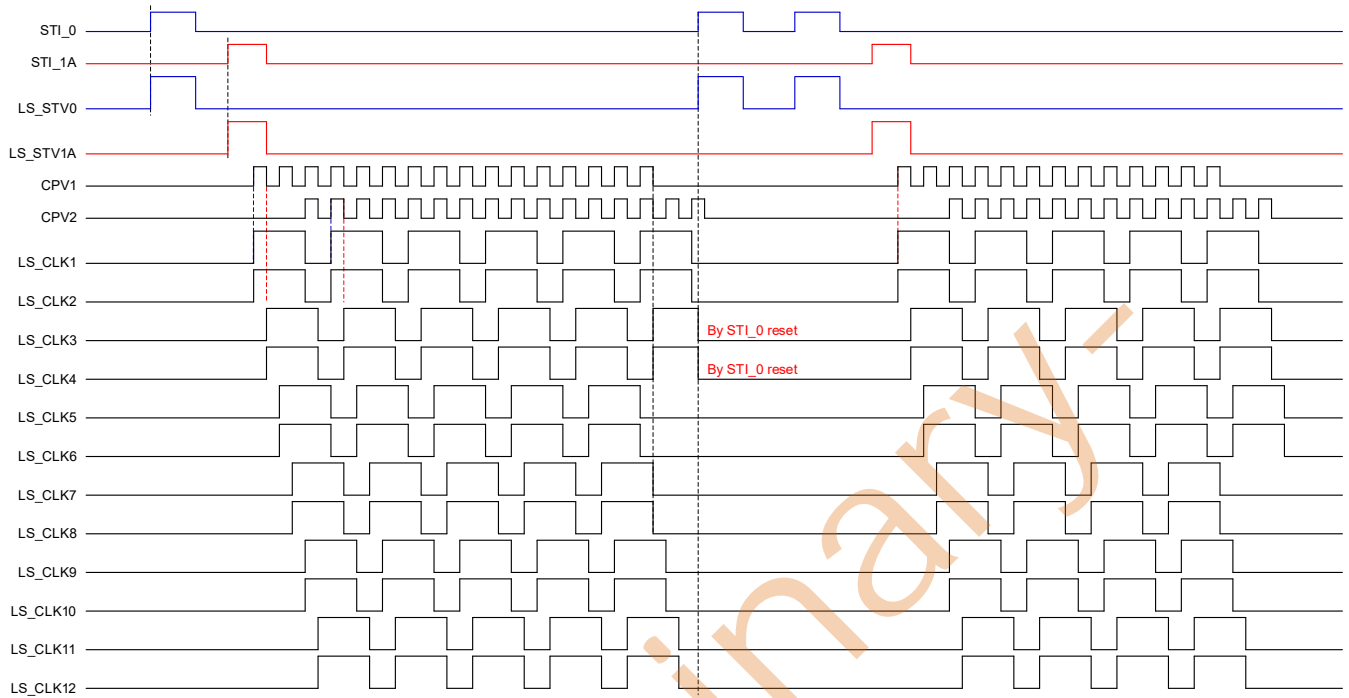 STI_0
STI_1A
LS_STV0
LS_STV1A
CPV1
CPV2
LS_CLK1
LS_CLK2
LS_CLK3
By STI_0 reset
LS_CLK4
By STI_0 reset
LS_CLK5
LS_CLK6
LS_CLK7
LS_CLK8
LS_CLK9
LS_CLK10
LS_CLK11
LS_CLK12
inary-